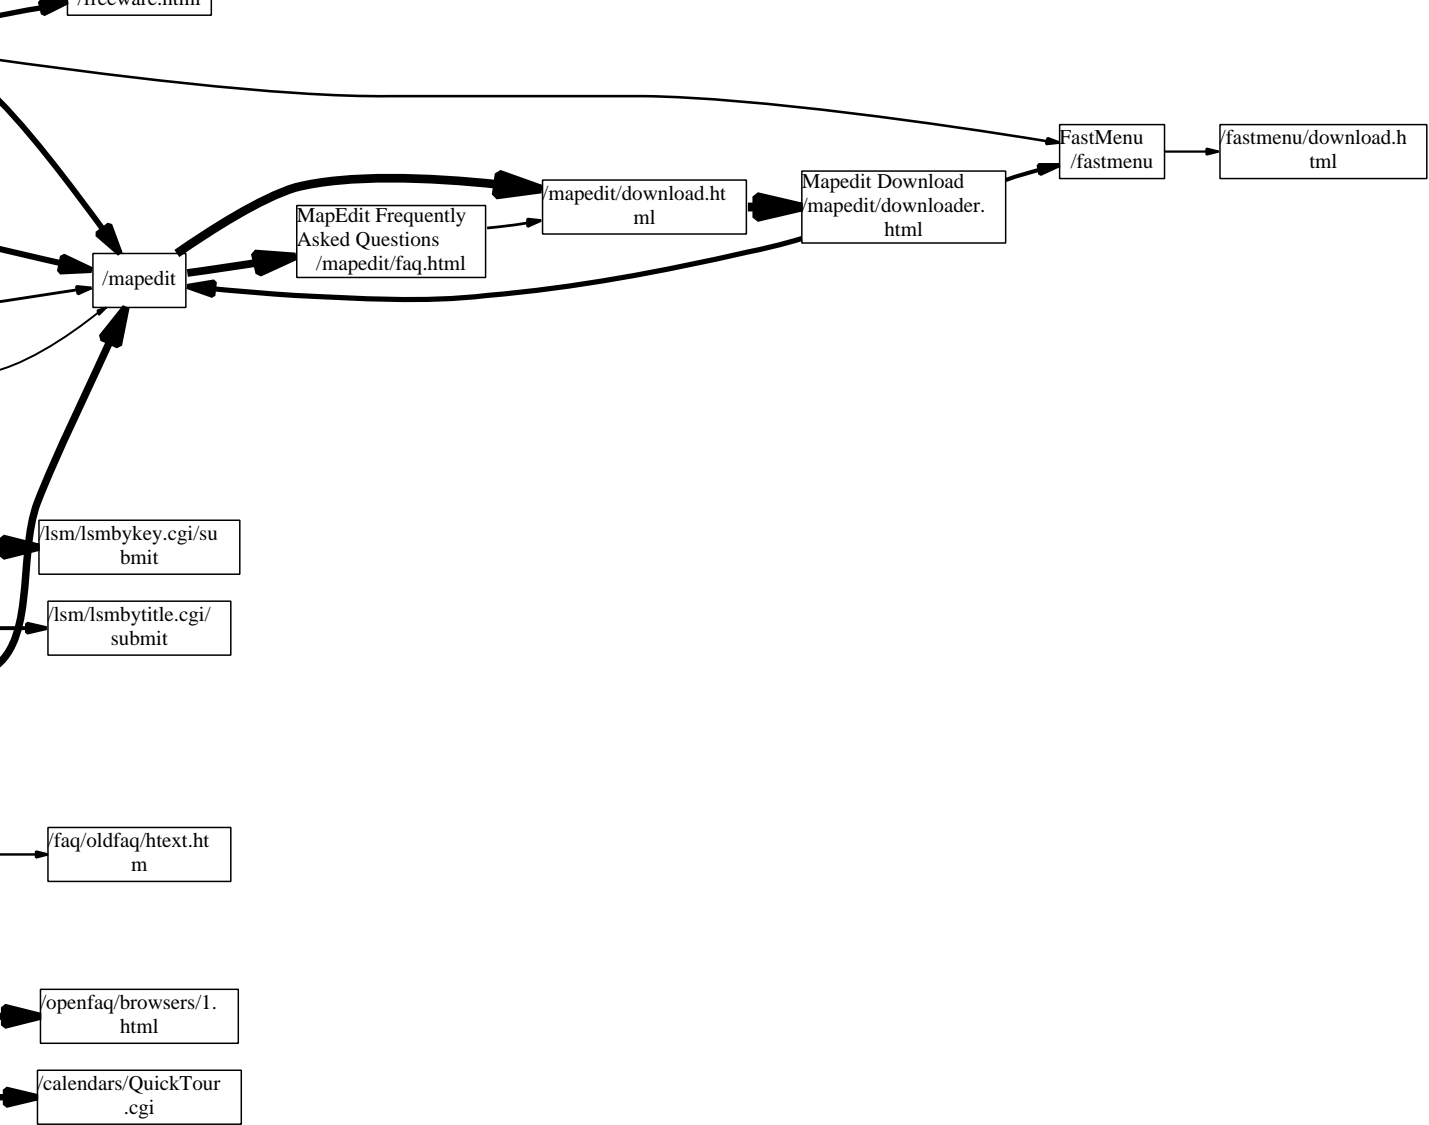 /freeware.html
FastMenu
/fastmenu
/fastmenu/download.h
tml
Mapedit Download
/mapedit/downloader.
html
/mapedit/download.ht
ml
MapEdit Frequently
Asked Questions
/mapedit/faq.html
/mapedit
/lsm/lsmbykey.cgi/su
bmit
/lsm/lsmbytitle.cgi/
submit
/faq/oldfaq/htext.ht
m
/openfaq/browsers/1.
html
/calendars/QuickTour
.cgi